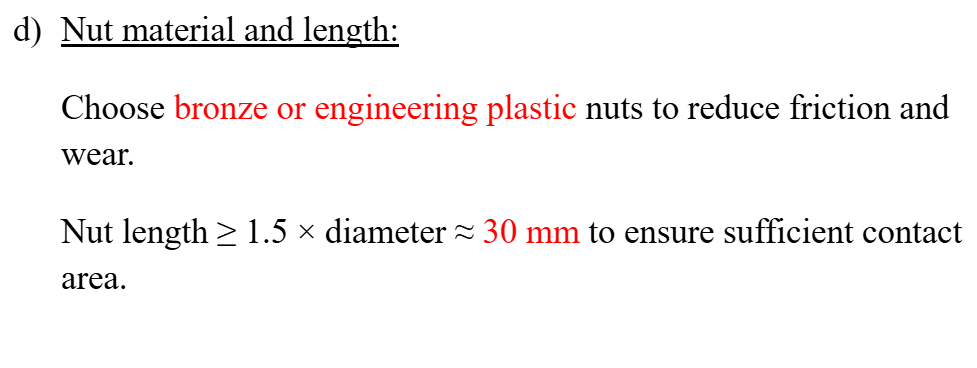 d) Nut material and length:
Choose bronze or engineering plastic nuts to reduce friction and
wear.
Nut length ≥ 1.5 × diameter ≈ 30 mm to ensure sufficient contact
area.